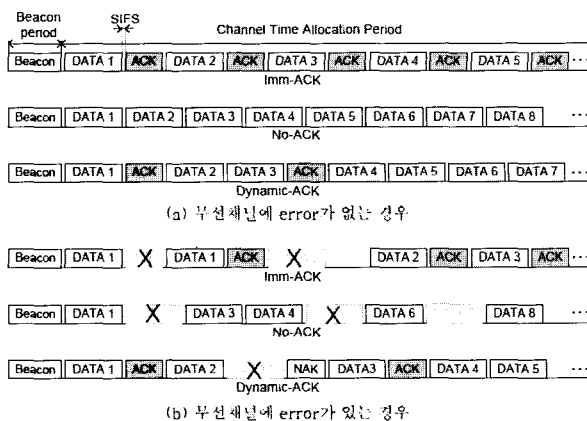 Beacon period
SIFS
Channel Time Allocation Period
Beacon DATA 1 ACK DATA 2 ACK DATA 3 ACK DATA 4 ACK DATA 5 ACK ...
Imm-ACK
Beacon DATA 1 DATA 2 DATA 3 DATA 4 DATA 5 DATA 6 DATA 7 DATA 8 ...
No-ACK
Beacon DATA 1 ACK DATA 2 DATA 3 ACK DATA 4 DATA 5 DATA 6 DATA 7 ...
Dynamic-ACK
(a) 무선채널에 error가 없는 경우
Beacon DATA 1 X DATA 1 ACK X DATA 2 ACK DATA 3 ACK ...
Imm-ACK
Beacon DATA 1 X DATA 3 DATA 4 X DATA 6 DATA 8 ...
No-ACK
Beacon DATA 1 ACK DATA 2 X NAK DATA3 ACK DATA 4 DATA 5 ...
Dynamic-ACK
(b) 무선채널에 error가 있는 경우